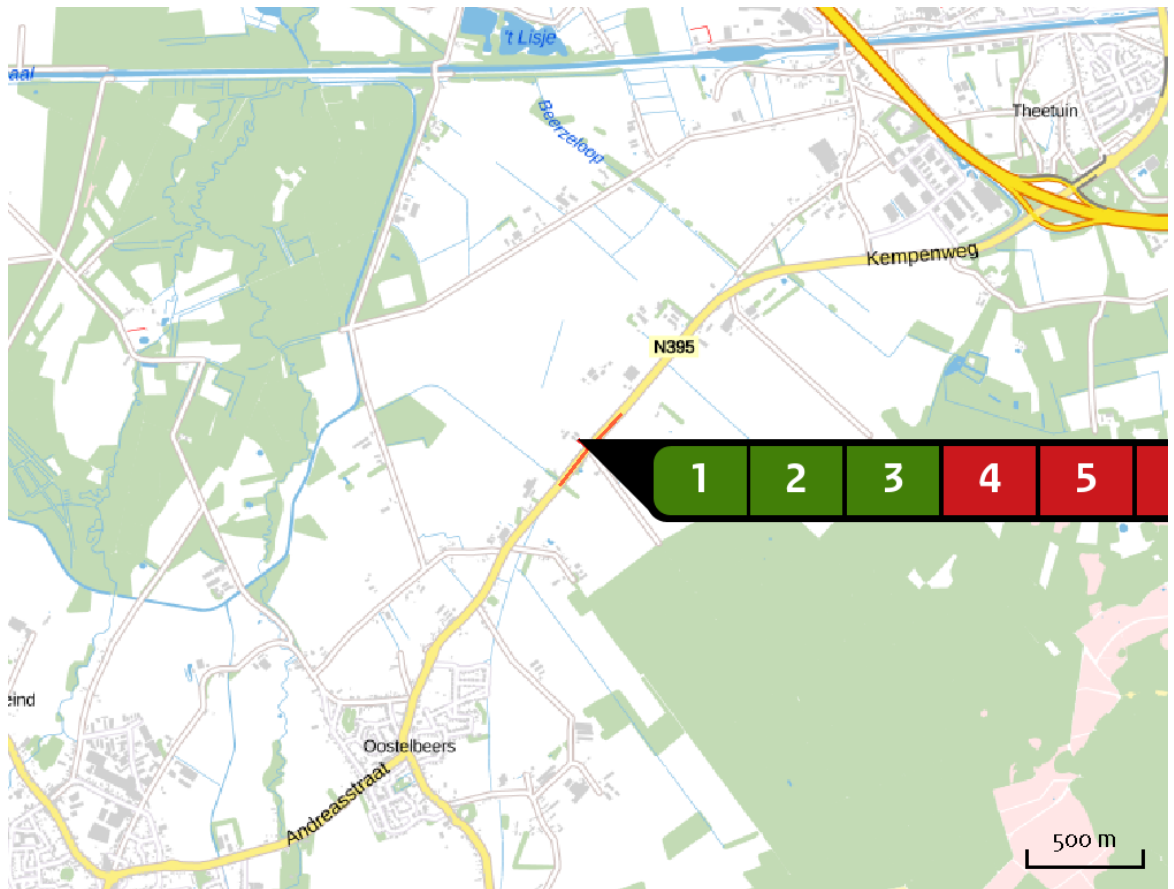 't Lisje
aal
Beerzeloop
Theetuin
Kempenweg
N395
1 2 3 4 5
eind
Oostelbeers
Andreasstraat
500 m